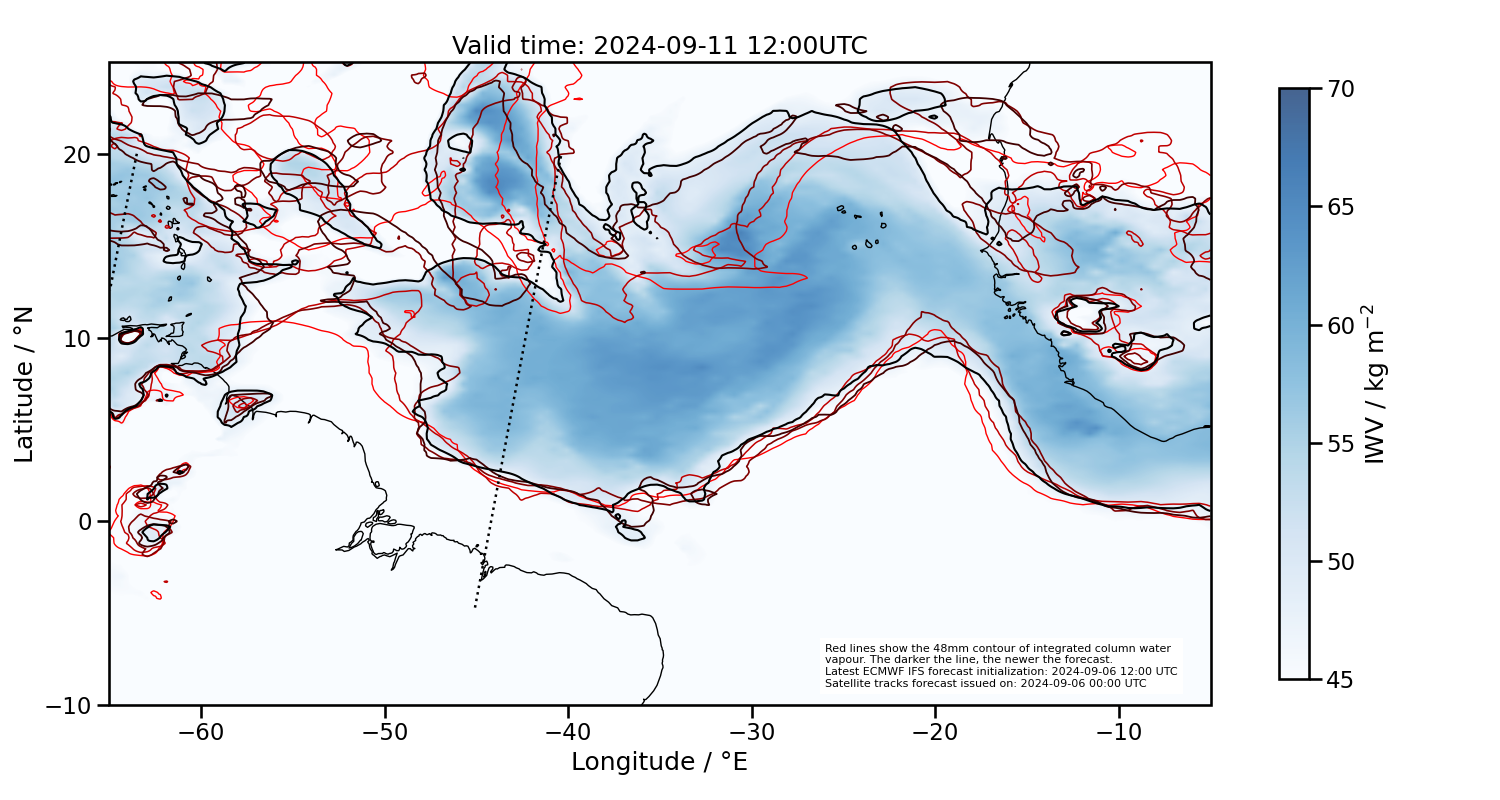 Valid time: 2024-09-11 12:00UTC
Latitude / °N
20
10
0
−10
−60
−50
−40
−30
−20
−10
Longitude / °E
Red lines show the 48mm contour of integrated column water
vapour. The darker the line, the newer the forecast.
Latest ECMWF IFS forecast initialization: 2024-09-06 12:00 UTC
Satellite tracks forecast issued on: 2024-09-06 00:00 UTC
70
65
60
55
50
45
IWV / kg m⁻²